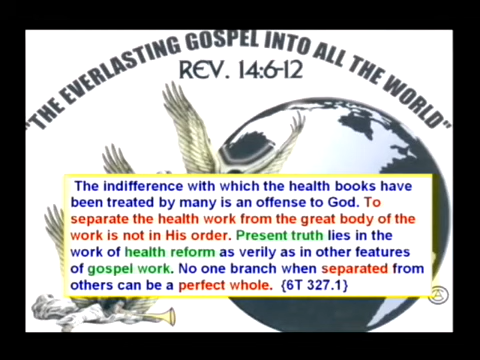 "THE EVERLASTING GOSPEL INTO ALL THE WORLD"
REV. 14:6-12
The indifference with which the health books have
been treated by many is an offense to God. To
separate the health work from the great body of the
work is not in His order. Present truth lies in the
work of health reform as verily as in other features
of gospel work. No one branch when separated from
others can be a perfect whole. {6T 327.1}